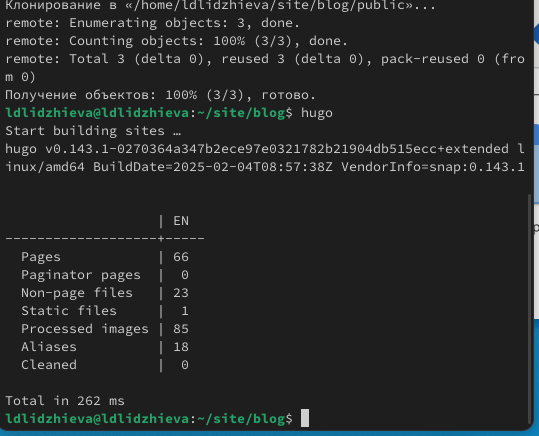 Клонирование в «/home/ldlidzhieva/site/blog/public»...
remote: Enumerating objects: 3, done.
remote: Counting objects: 100% (3/3), done.
remote: Total 3 (delta 0), reused 3 (delta 0), pack-reused 0 (fro
m 0)
Получение объектов: 100% (3/3), готово.
ldlidzhieva@ldlidzhieva:~/site/blog$ hugo
Start building sites …
hugo v0.143.1-0270364a347b2ece97e0321782b21904db515ecc+extended l
inux/amd64 BuildDate=2025-02-04T08:57:38Z VendorInfo=snap:0.143.1
| EN
-------------------+-----
Pages | 66
Paginator pages | 0
Non-page files | 23
Static files | 1
Processed images | 85
Aliases | 18
Cleaned | 0
Total in 262 ms
ldlidzhieva@ldlidzhieva:~/site/blog$